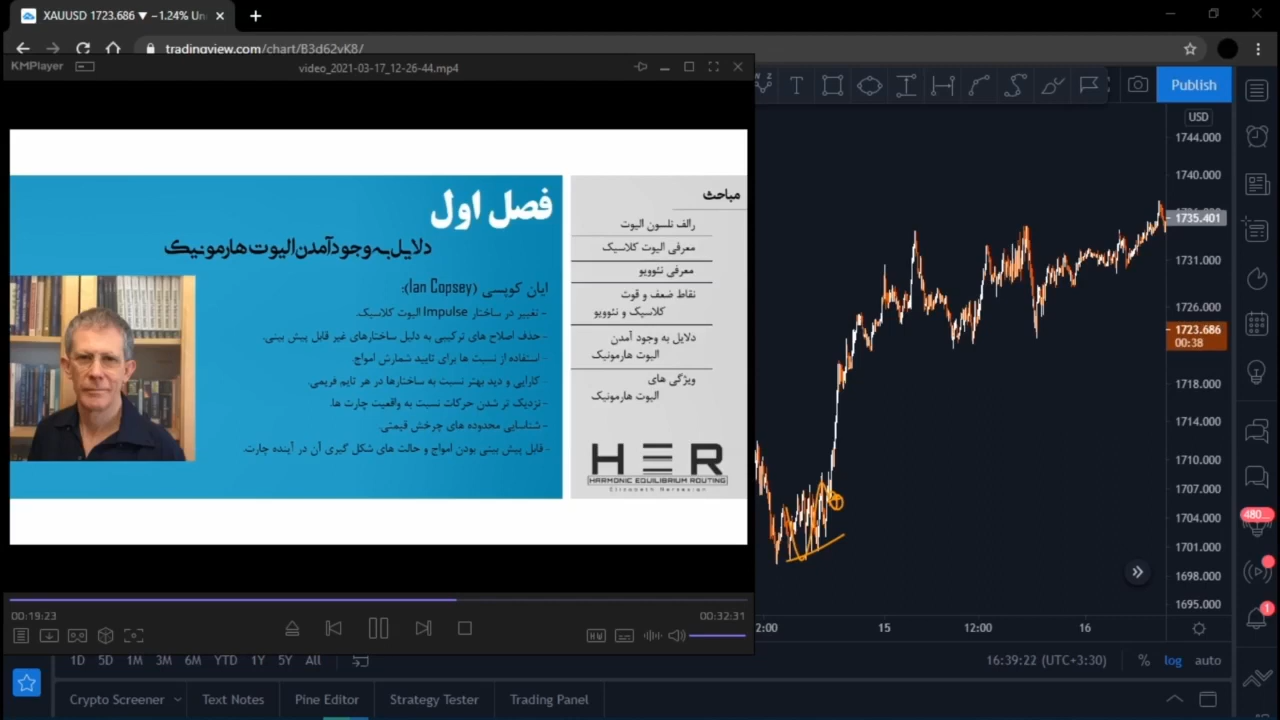 XAUUSD 1723.686 ▼ −1.24% Un
tradingview.com/chart/B3d62yK8/
KMPlayer
video_2021-03-17_12-26-44.mp4
Publish
فصل اول
دلایل به وجود آمدن الیوت هارمونیک
ایان کوپسی (Ian Copsey):
- تغییر در ساختار Impulse الیوت کلاسیک.
- حذف اصلاح های ترکیبی به دلیل ساختارهای غیر قابل پیش بینی.
- استفاده از نسبت ها برای تایید شمارش امواج.
- کارایی و دید بهتر نسبت به ساختارها در هر تایم فریمی.
- نزدیک تر شدن حرکات نسبت به واقعیت چارت ها.
- شناسایی محدوده های چرخش قیمتی.
- قابل پیش بینی بودن امواج و حالت های شکل گیری آن در آینده چارت.
مباحث
رالف نلسون الیوت
معرفی الیوت کلاسیک
معرفی نئوویو
نقاط ضعف و قوت
کلاسیک و نئوویو
دلایل به وجود آمدن
الیوت هارمونیک
ویژگی های
الیوت هارمونیک
HER
HARMONIC EQUILIBRIUM ROUTING
USD
1744.000
1740.000
1735.401
1731.000
1726.000
1723.686
00:38
1718.000
1714.000
1710.000
1707.000
1704.000
1701.000
1698.000
1695.000
2:00
15
12:00
16
00:19:23
00:32:31
1D 5D 1M 3M 6M YTD 1Y 5Y All
16:39:22 (UTC+3:30)
% log auto
Crypto Screener
Text Notes
Pine Editor
Strategy Tester
Trading Panel
480...
1